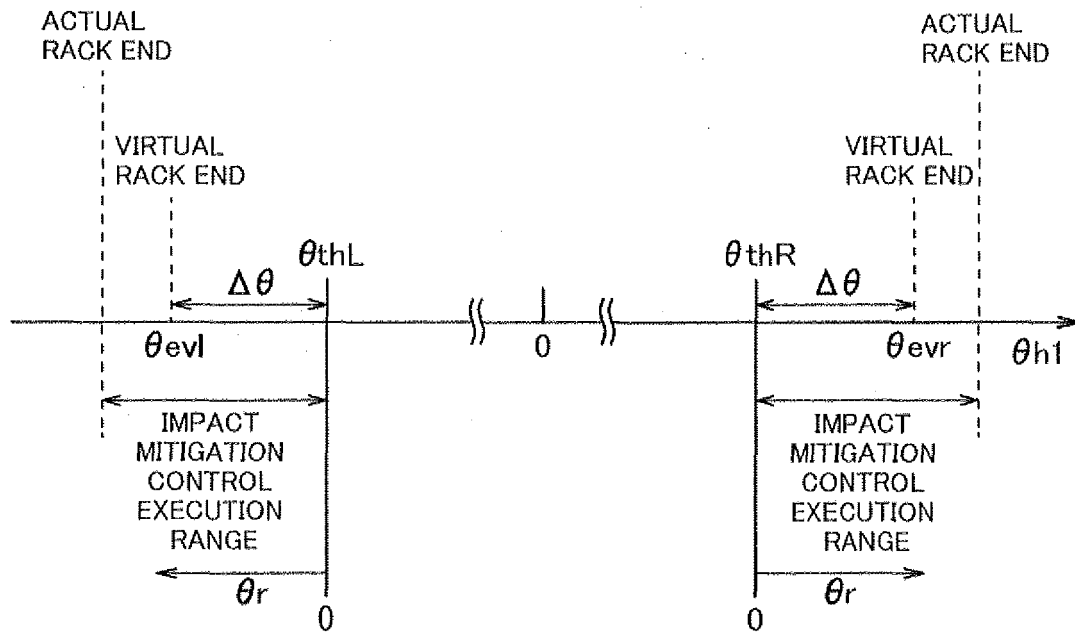 ACTUAL
RACK END
ACTUAL
RACK END
VIRTUAL
RACK END
VIRTUAL
RACK END
θthL
θthR
Δθ
Δθ
θevl
0
θevr
θh1
IMPACT
MITIGATION
CONTROL
EXECUTION
RANGE
IMPACT
MITIGATION
CONTROL
EXECUTION
RANGE
θr
θr
0
0